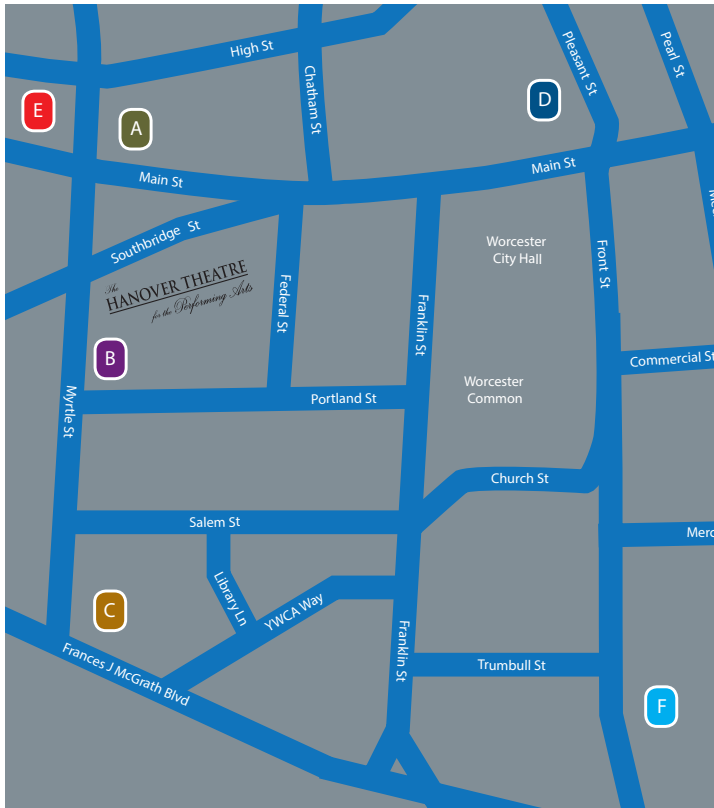 High St
Chatham St
Pleasant St
Pearl St
E
A
D
Main St
Main St
Southbridge St
Worcester
City Hall
The
HANOVER THEATRE
for the Performing Arts
Federal St
Franklin St
Front St
B
Commercial St
Myrtle St
Portland St
Worcester
Common
Church St
Salem St
Merc
Library Ln
C
YWCA Way
Franklin St
Frances J McGrath Blvd
Trumbull St
F